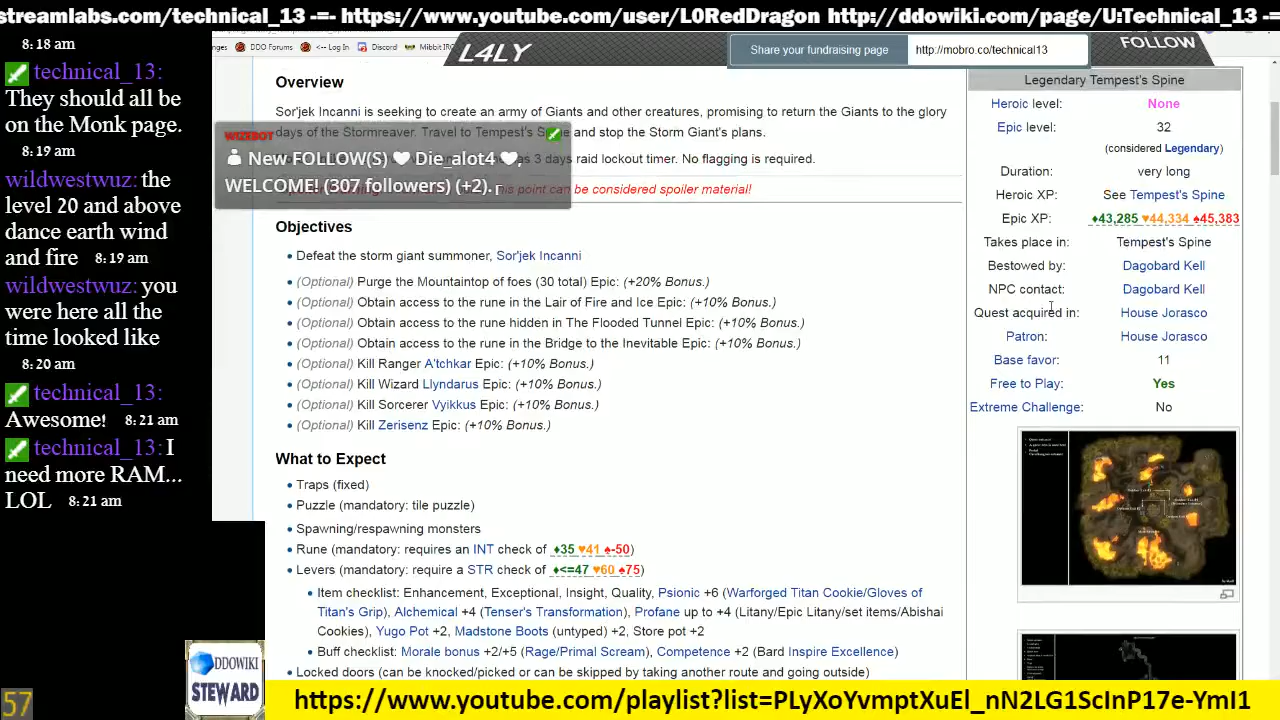 streamlabs.com/technical_13 -=- https://www.youtube.com/user/L0RedDragon http://ddowiki.com/page/U:Technical_13 -=
8:18 am
technical_13:
They should all be
on the Monk page.
8:19 am
wildwestwuz: the
level 20 and above
dance earth wind
and fire 8:19 am
wildwestwuz: you
were here all the
time looked like
8:20 am
technical_13:
Awesome! 8:21 am
technical_13: I
need more RAM...
LOL 8:21 am
57
DDOWIKI
STEWARD
DDO Forums <-- Log In Discord Mibbit IRC
L4LY
Share your fundraising page http://mobro.co/technical13
FOLLOW
WIZEBOT
New FOLLOW(S) ♥ Die_alot4 ♥,
WELCOME! (307 followers) (+2).
Overview
Sor'jek Incanni is seeking to create an army of Giants and other creatures, promising to return the Giants to the glory
days of the Stormreaver. Travel to Tempest's Spine and stop the Storm Giant's plans.
as 3 days raid lockout timer. No flagging is required.
this point can be considered spoiler material!
Objectives
• Defeat the storm giant summoner, Sor'jek Incanni
• (Optional) Purge the Mountaintop of foes (30 total) Epic: (+20% Bonus.)
• (Optional) Obtain access to the rune in the Lair of Fire and Ice Epic: (+10% Bonus.)
• (Optional) Obtain access to the rune hidden in The Flooded Tunnel Epic: (+10% Bonus.)
• (Optional) Obtain access to the rune in the Bridge to the Inevitable Epic: (+10% Bonus.)
• (Optional) Kill Ranger A'tchkar Epic: (+10% Bonus.)
• (Optional) Kill Wizard Llyndarus Epic: (+10% Bonus.)
• (Optional) Kill Sorcerer Vyikkus Epic: (+10% Bonus.)
• (Optional) Kill Zerisenz Epic: (+10% Bonus.)
What to Expect
• Traps (fixed)
• Puzzle (mandatory: tile puzzle)
• Spawning/respawning monsters
• Rune (mandatory: requires an INT check of ♦35 ♥41 ♠~50)
• Levers (mandatory: require a STR check of ♦<=47 ♥60 ♠75)
• Item checklist: Enhancement, Exceptional, Insight, Quality, Psionic +6 (Warforged Titan Cookie/Gloves of
Titan's Grip), Alchemical +4 (Tenser's Transformation), Profane up to +4 (Litany/Epic Litany/set items/Abishai
Cookies), Yugo Pot +2, Madstone Boots (untyped) +2, Store pot +2
• Buff checklist: Morale bonus +2/+5 (Rage/Primal Scream), Competence +2 (Bard Inspire Excellence)
• Locked doors (can be knocked/picked or can be skipped by taking another route and going outside)
Legendary Tempest's Spine
Heroic level: None
Epic level: 32
(considered Legendary)
Duration: very long
Heroic XP: See Tempest's Spine
Epic XP: ♦43,285 ♥44,334 ♠45,383
Takes place in: Tempest's Spine
Bestowed by: Dagobard Kell
NPC contact: Dagobard Kell
Quest acquired in: House Jorasco
Patron: House Jorasco
Base favor: 11
Free to Play: Yes
Extreme Challenge: No
https://www.youtube.com/playlist?list=PLyXoYvmptXuEl_nN2LG1ScInP17e-YmI1